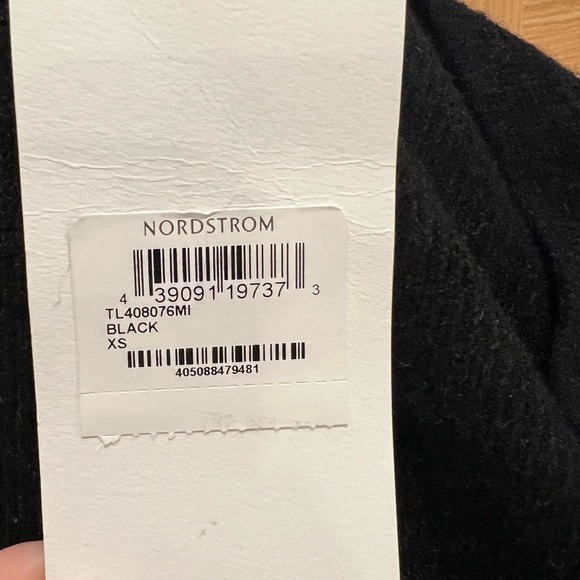 NORDSTROM
4 39091 19737 3
TL408076MI
BLACK
XS
405088479481